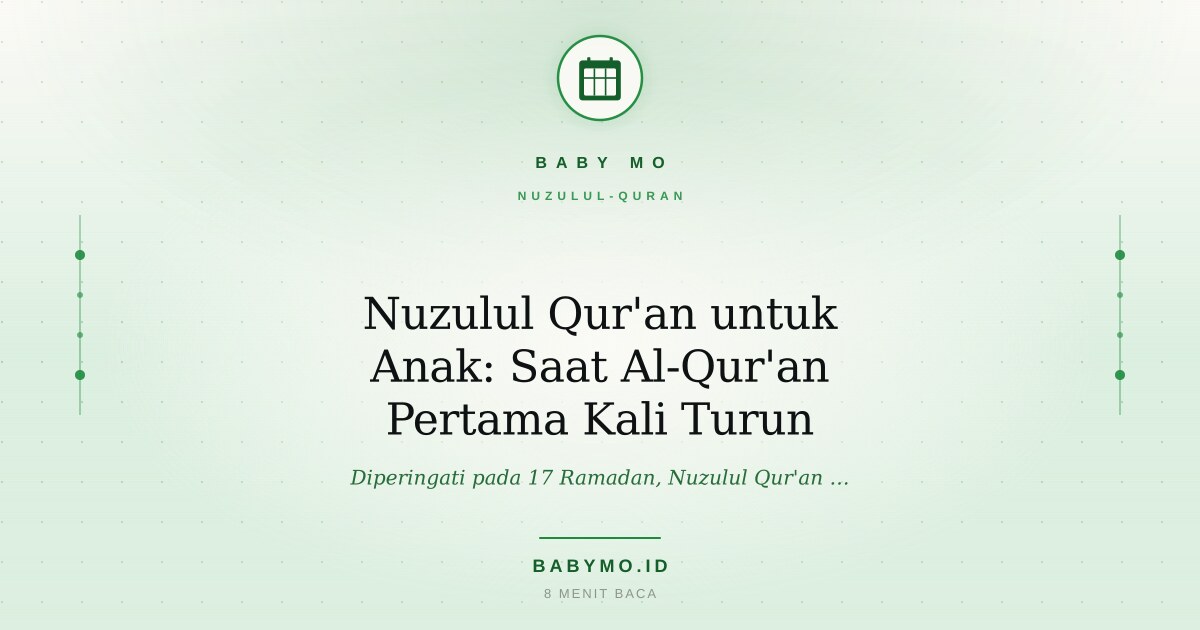 BABY MO
NUZULUL-QURAN
Nuzulul Qur'an untuk
Anak: Saat Al-Qur'an
Pertama Kali Turun
Diperingati pada 17 Ramadan, Nuzulul Qur'an ...
BABYMO.ID
8 MENIT BACA